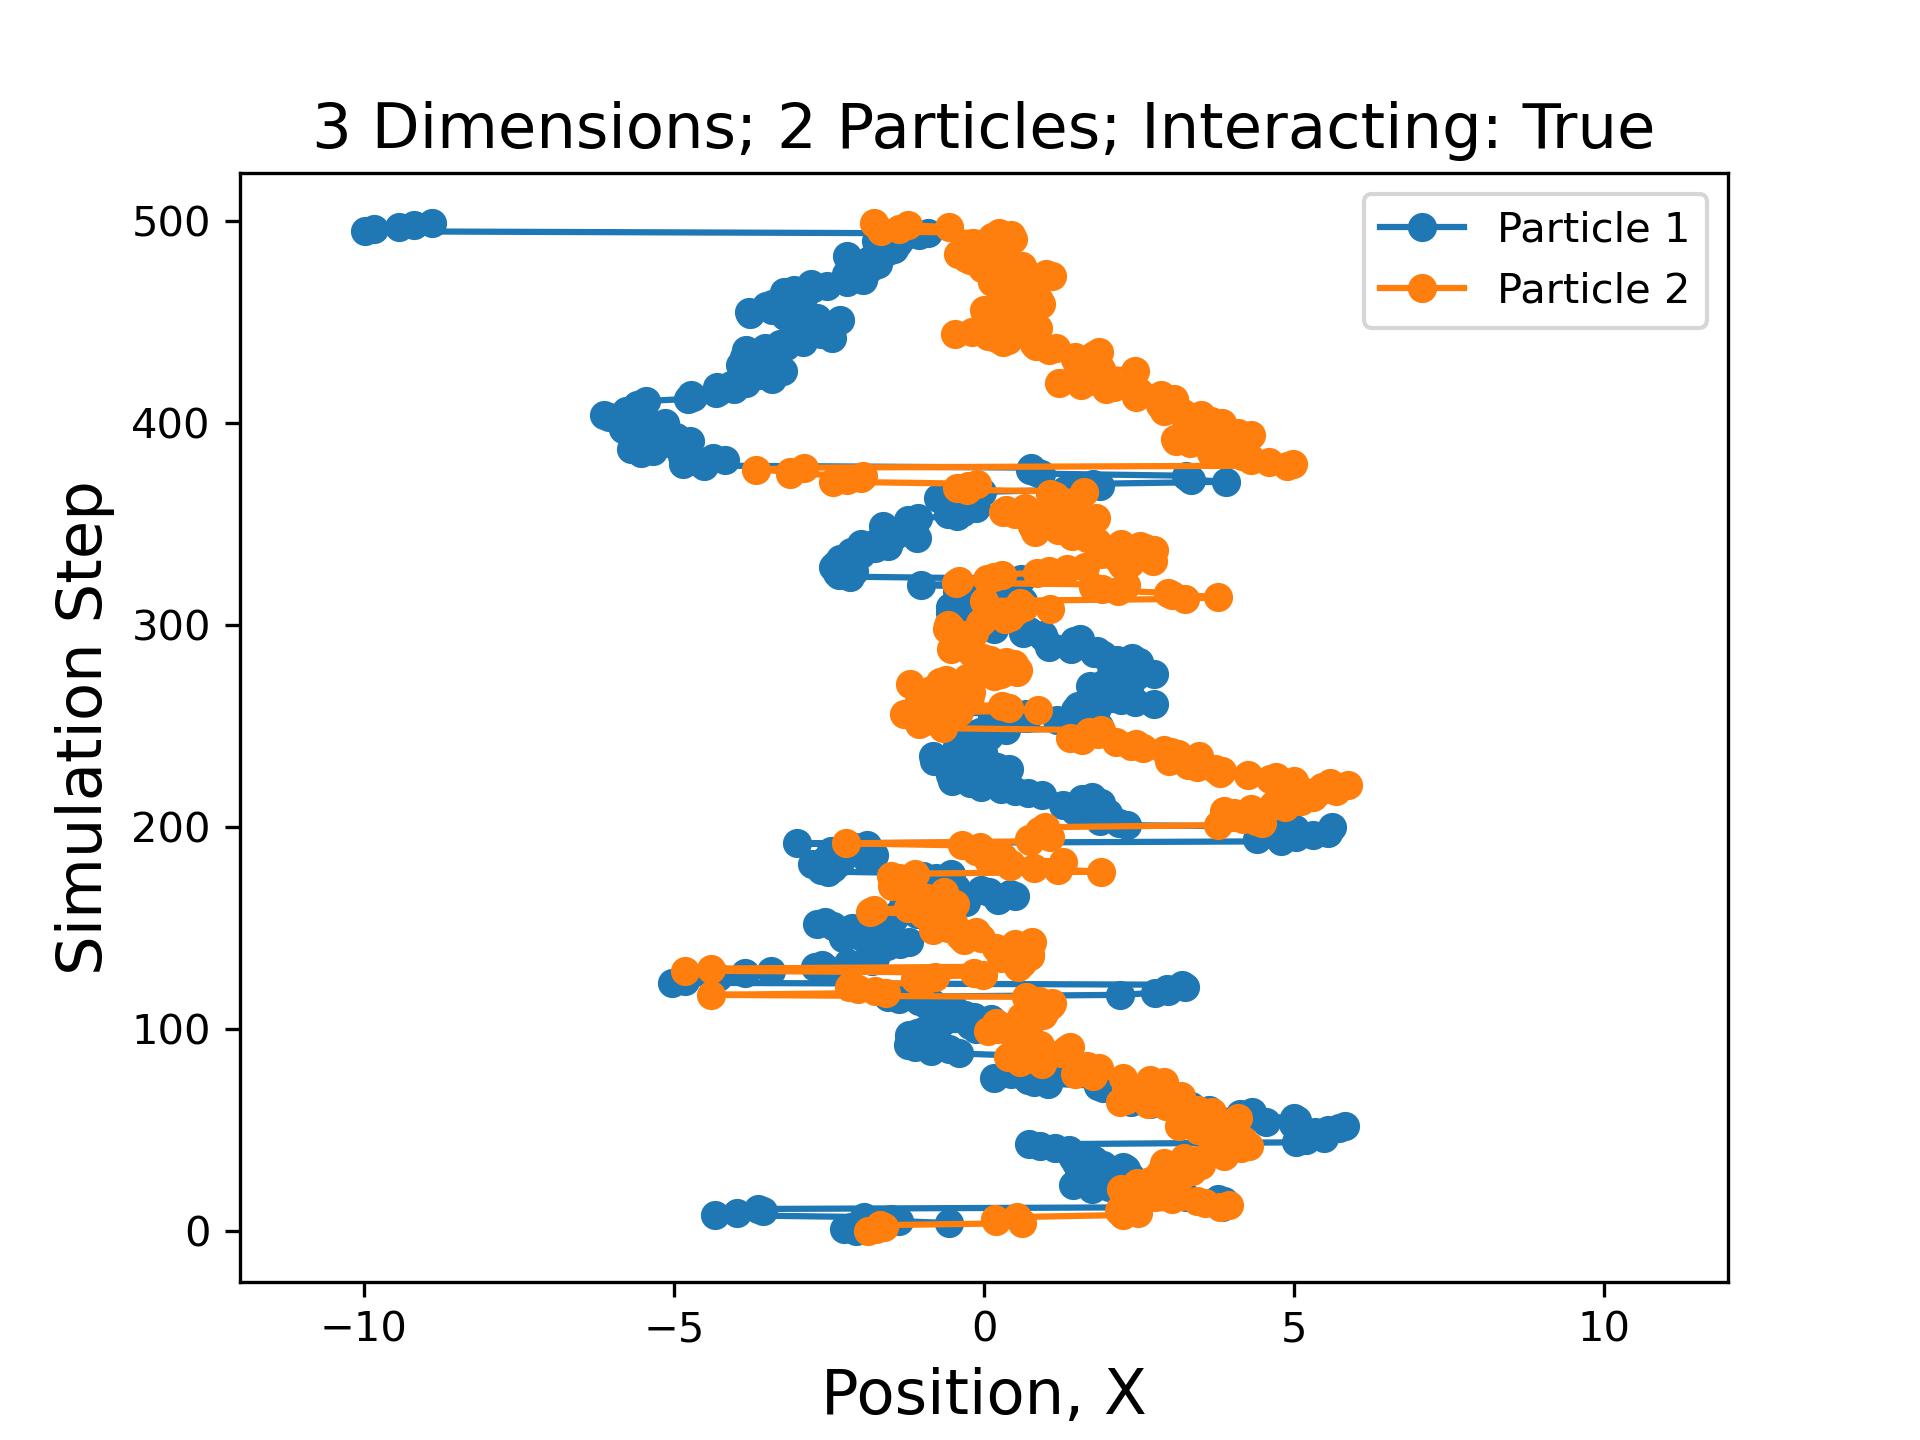 3 Dimensions; 2 Particles; Interacting: True
Particle 1
Particle 2
Simulation Step
500
400
300
200
100
0
−10
−5
0
5
10
Position, X